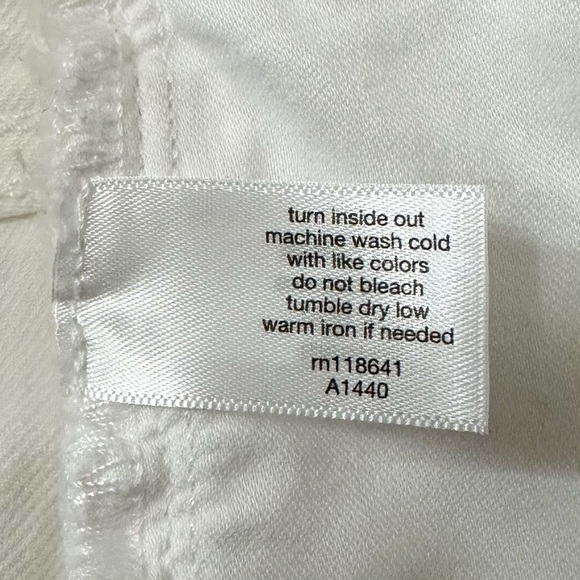 turn inside out
machine wash cold
with like colors
do not bleach
tumble dry low
warm iron if needed
rn118641
A1440